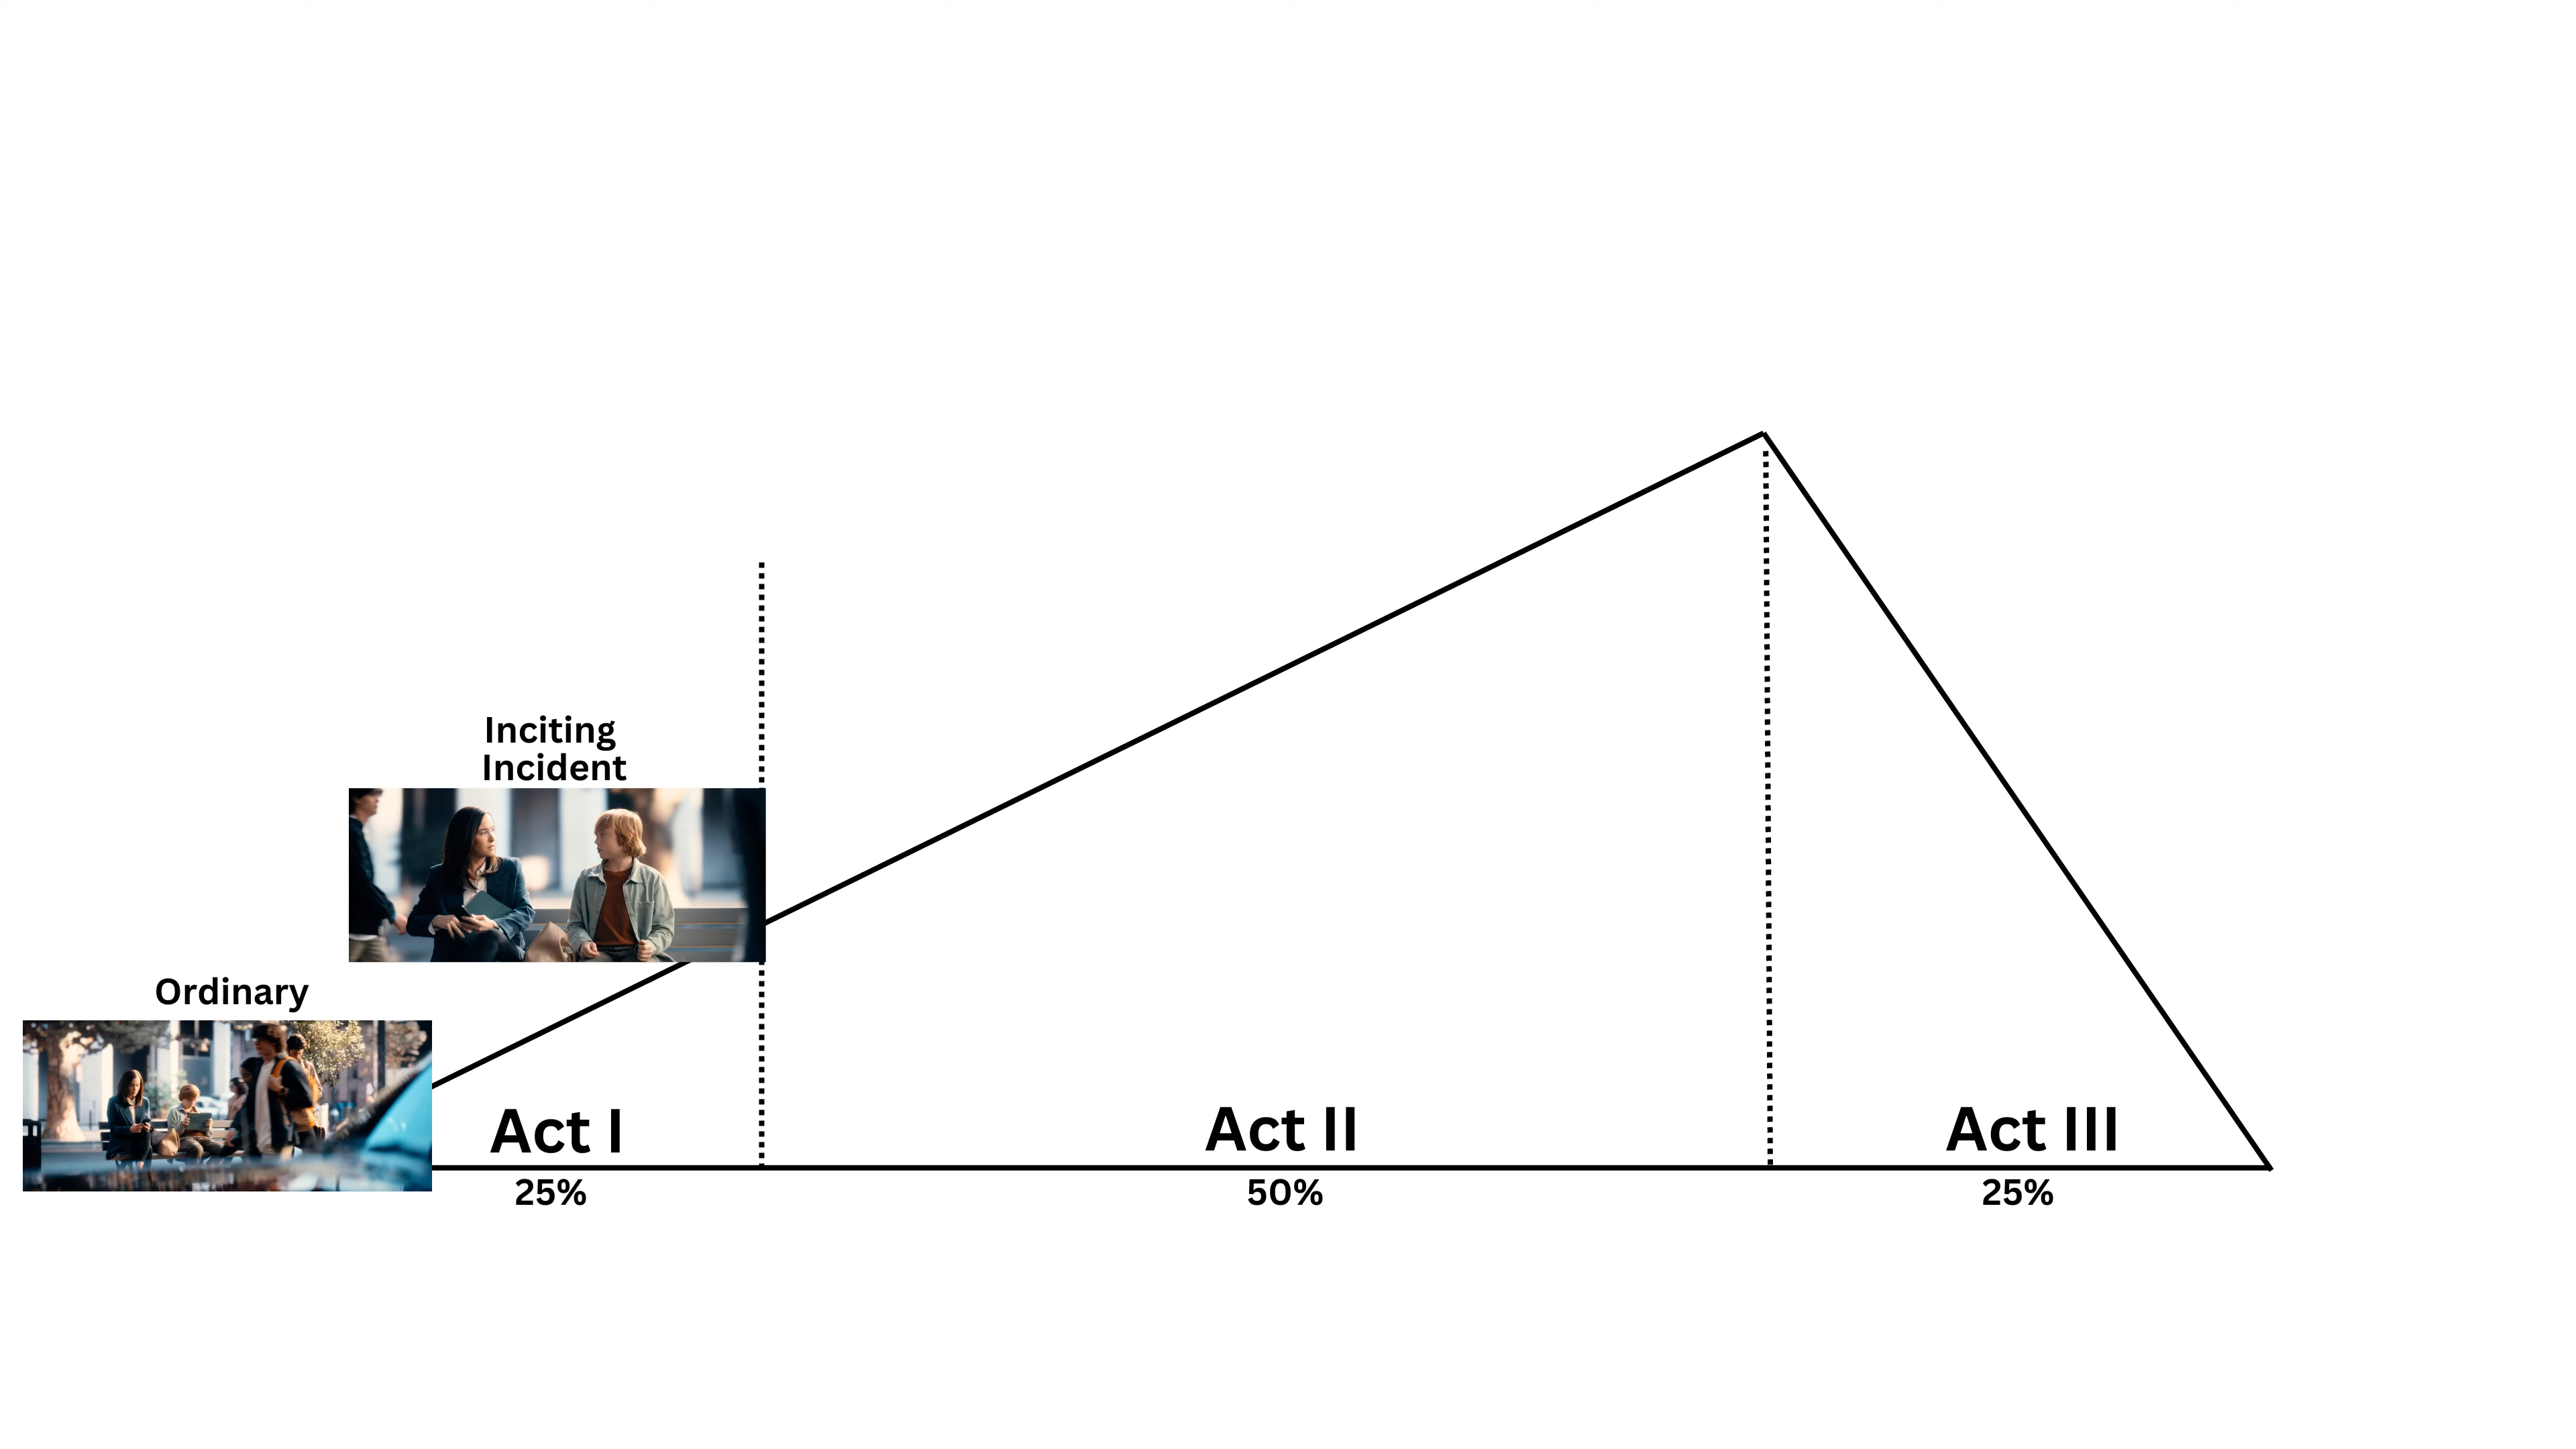 Inciting
Incident
Ordinary
Act I
Act II
Act III
25%
50%
25%